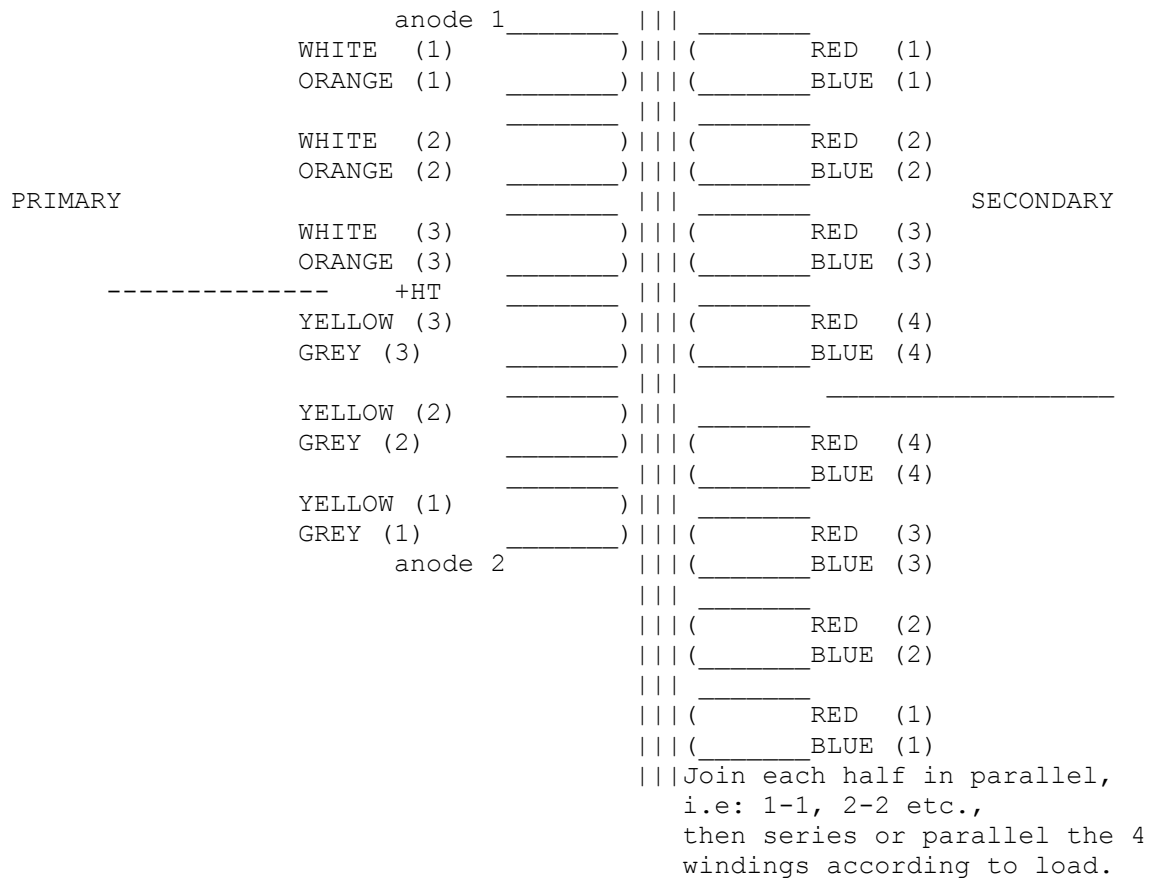 anode 1
WHITE (1) RED (1)
ORANGE (1) BLUE (1)
WHITE (2) RED (2)
ORANGE (2) BLUE (2)
PRIMARY SECONDARY
WHITE (3) RED (3)
ORANGE (3) BLUE (3)
+HT
YELLOW (3) RED (4)
GREY (3) BLUE (4)
YELLOW (2)
GREY (2) RED (4)
BLUE (4)
YELLOW (1)
GREY (1) RED (3)
anode 2 BLUE (3)
RED (2)
BLUE (2)
RED (1)
BLUE (1)
Join each half in parallel,
i.e: 1-1, 2-2 etc.,
then series or parallel the 4
windings according to load.